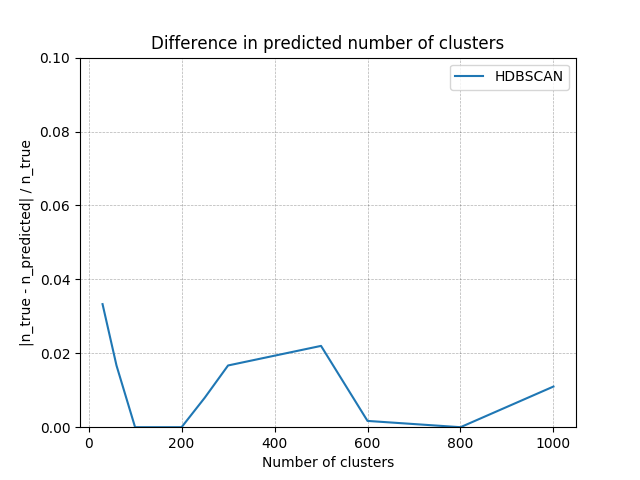 Difference in predicted number of clusters
HDBSCAN
|n_true - n_predicted| / n_true
0.10
0.08
0.06
0.04
0.02
0.00
0 200 400 600 800 1000
Number of clusters